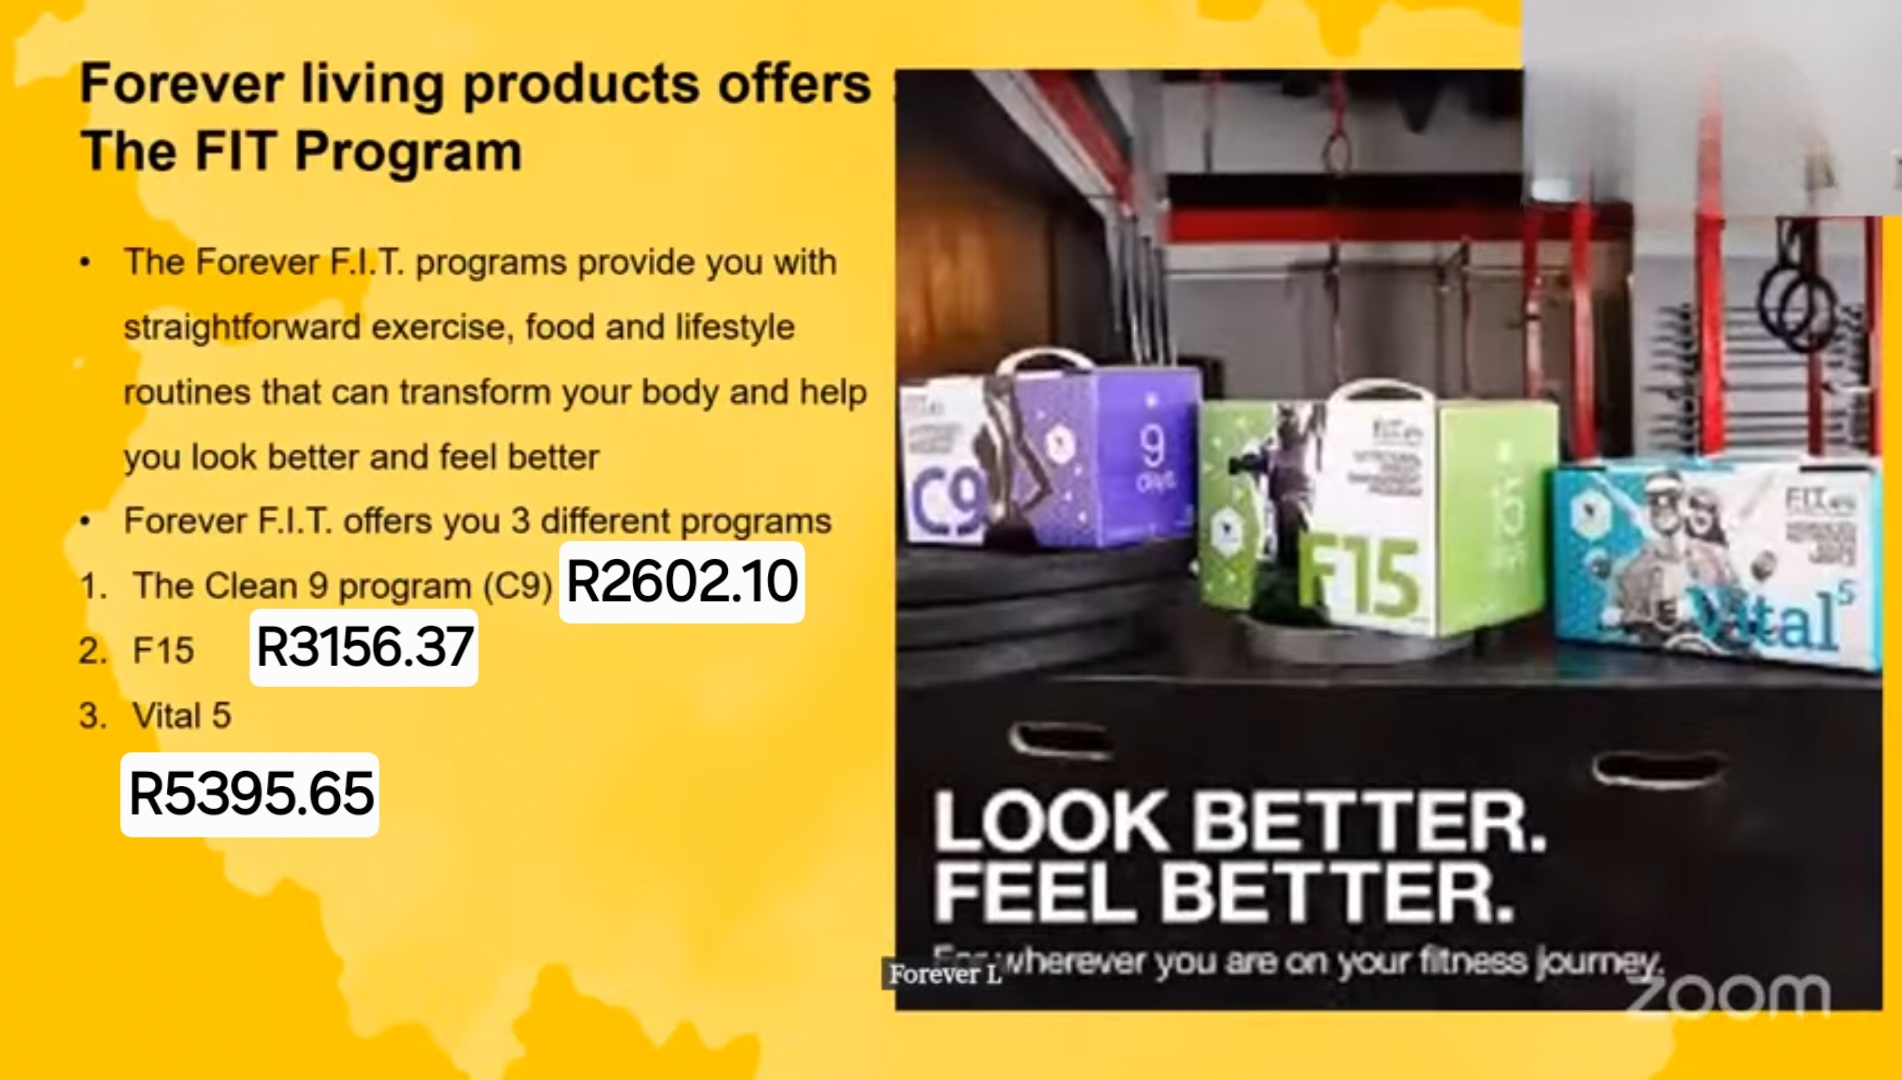 Forever living products offers
The FIT Program
• The Forever F.I.T. programs provide you with
straightforward exercise, food and lifestyle
routines that can transform your body and help
you look better and feel better
• Forever F.I.T. offers you 3 different programs
1. The Clean 9 program (C9) R2602.10
2. F15 R3156.37
3. Vital 5
R5395.65
C9
9
days
F.I.T.
F15
F.I.T.
Vital5
LOOK BETTER.
FEEL BETTER.
wherever you are on your fitness journey.
Forever L
zoom